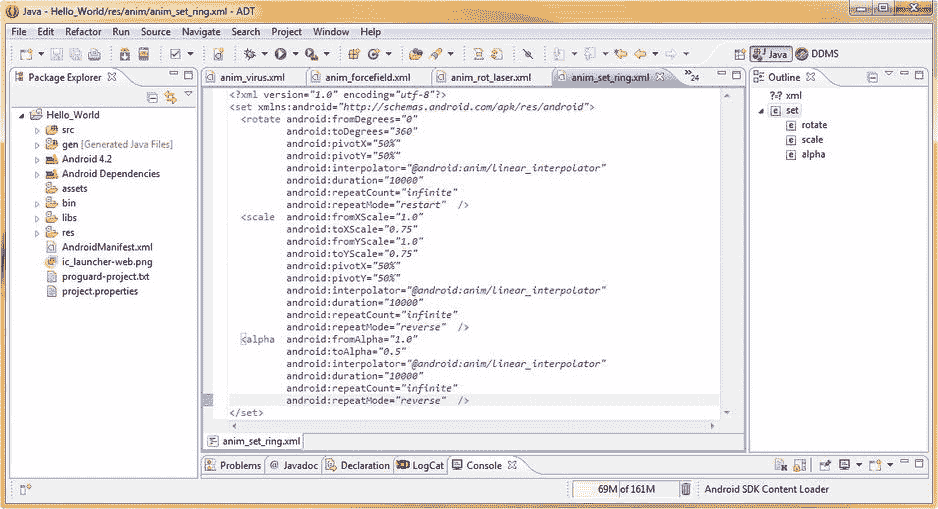 Java - Hello_World/res/anim/anim_set_ring.xml - ADT
File Edit Refactor Run Source Navigate Search Project Window Help
Java DDMS
Package Explorer
Hello_World
src
gen [Generated Java Files]
Android 4.2
Android Dependencies
assets
bin
libs
res
AndroidManifest.xml
ic_launcher-web.png
proguard-project.txt
project.properties
anim_virus.xml anim_forcefield.xml anim_rot_laser.xml anim_set_ring.xml »24
<?xml version="1.0" encoding="utf-8"?>
<set xmlns:android="http://schemas.android.com/apk/res/android">
<rotate android:fromDegrees="0"
android:toDegrees="360"
android:pivotX="50%"
android:pivotY="50%"
android:interpolator="@android:anim/linear_interpolator"
android:duration="10000"
android:repeatCount="infinite"
android:repeatMode="restart" />
<scale android:fromXScale="1.0"
android:toXScale="0.75"
android:fromYScale="1.0"
android:toYScale="0.75"
android:pivotX="50%"
android:pivotY="50%"
android:interpolator="@android:anim/linear_interpolator"
android:duration="10000"
android:repeatCount="infinite"
android:repeatMode="reverse" />
<alpha android:fromAlpha="1.0"
android:toAlpha="0.5"
android:interpolator="@android:anim/linear_interpolator"
android:duration="10000"
android:repeatCount="infinite"
android:repeatMode="reverse" />
</set>
anim_set_ring.xml
Outline
?=? xml
e set
e rotate
e scale
e alpha
Problems @ Javadoc Declaration LogCat Console
69M of 161M Android SDK Content Loader